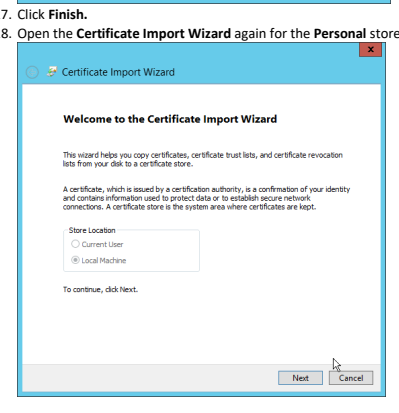 7. Click Finish.
8. Open the Certificate Import Wizard again for the Personal store
x
Certificate Import Wizard
Welcome to the Certificate Import Wizard
This wizard helps you copy certificates, certificate trust lists, and certificate revocation
lists from your disk to a certificate store.
A certificate, which is issued by a certification authority, is a confirmation of your identity
and contains information used to protect data or to establish secure network
connections. A certificate store is the system area where certificates are kept.
Store Location
Current User
Local Machine
To continue, click Next.
Next Cancel